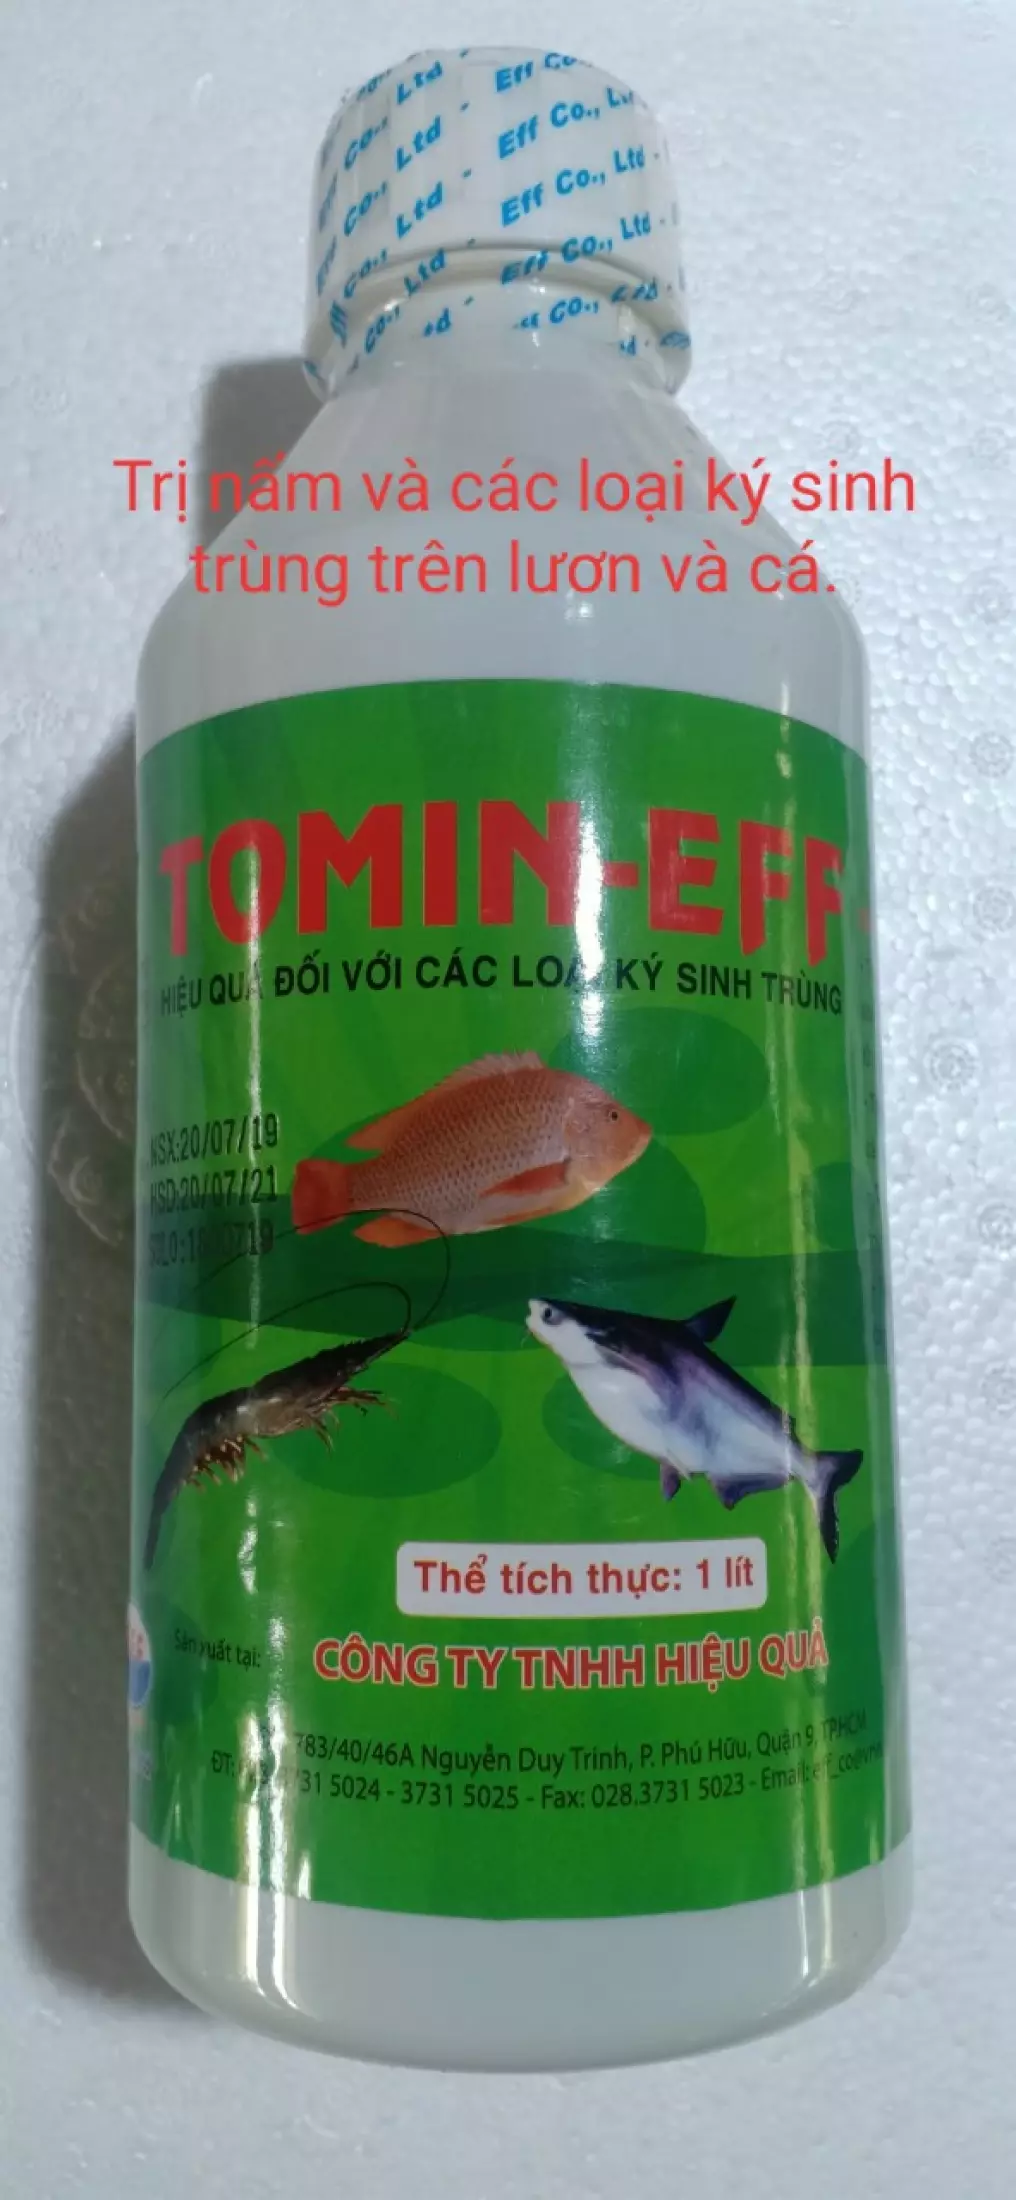 Eff Co., Ltd - Eff Co., Ltd
Trị nấm và các loại ký sinh
trùng trên lươn và cá.
TOMIN-EFF
HIỆU QUẢ ĐỐI VỚI CÁC LOẠI KÝ SINH TRÙNG
NSX:20/07/19
HSD:20/07/21
Thể tích thực: 1 lít
Sản xuất tại:
CÔNG TY TNHH HIỆU QUẢ
783/40/46A Nguyễn Duy Trinh, P. Phú Hữu, Quận 9, TPHCM
ĐT: 3731 5024 - 3731 5025 - Fax: 028.3731 5023 - Email: